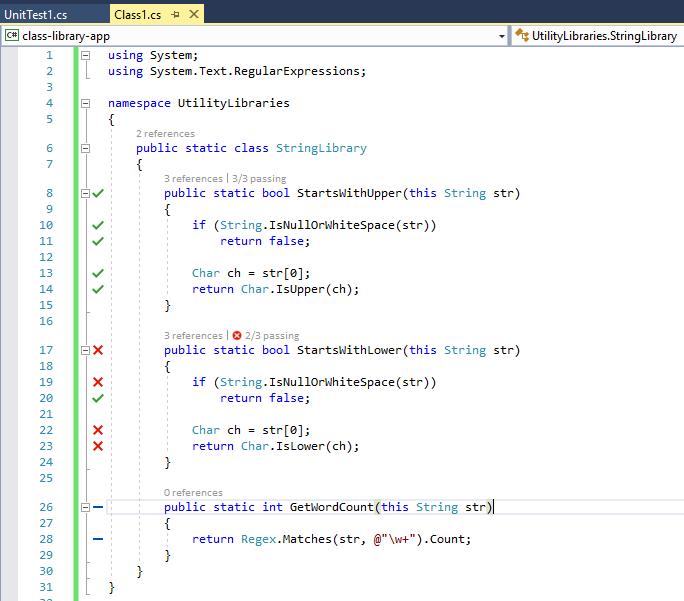 UnitTest1.cs Class1.cs
C# class-library-app UtilityLibraries.StringLibrary
1 using System;
2 using System.Text.RegularExpressions;
3
4 namespace UtilityLibraries
5 {
2 references
6 public static class StringLibrary
7 {
3 references | 3/3 passing
8 public static bool StartsWithUpper(this String str)
9 {
10 if (String.IsNullOrWhiteSpace(str))
11 return false;
12
13 Char ch = str[0];
14 return Char.IsUpper(ch);
15 }
16
3 references | 2/3 passing
17 public static bool StartsWithLower(this String str)
18 {
19 if (String.IsNullOrWhiteSpace(str))
20 return false;
21
22 Char ch = str[0];
23 return Char.IsLower(ch);
24 }
25
0 references
26 public static int GetWordCount(this String str)
27 {
28 return Regex.Matches(str, @"\w+").Count;
29 }
30 }
31 }